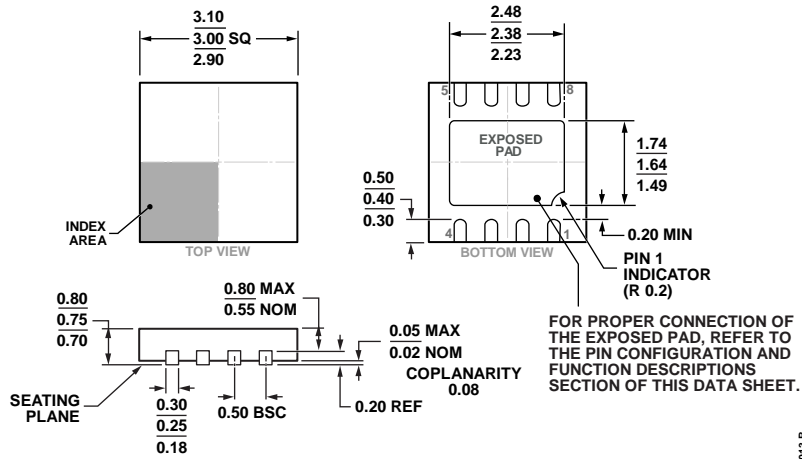 3.10
3.00 SQ
2.90
2.48
2.38
2.23
5
8
EXPOSED
PAD
1.74
1.64
1.49
0.50
0.40
0.30
INDEX
AREA
TOP VIEW
4
1
BOTTOM VIEW
0.20 MIN
PIN 1
INDICATOR
(R 0.2)
0.80
0.75
0.70
0.80 MAX
0.55 NOM
0.05 MAX
0.02 NOM
COPLANARITY
0.08
SEATING
PLANE
0.30
0.25
0.18
0.50 BSC
0.20 REF
FOR PROPER CONNECTION OF
THE EXPOSED PAD, REFER TO
THE PIN CONFIGURATION AND
FUNCTION DESCRIPTIONS
SECTION OF THIS DATA SHEET.